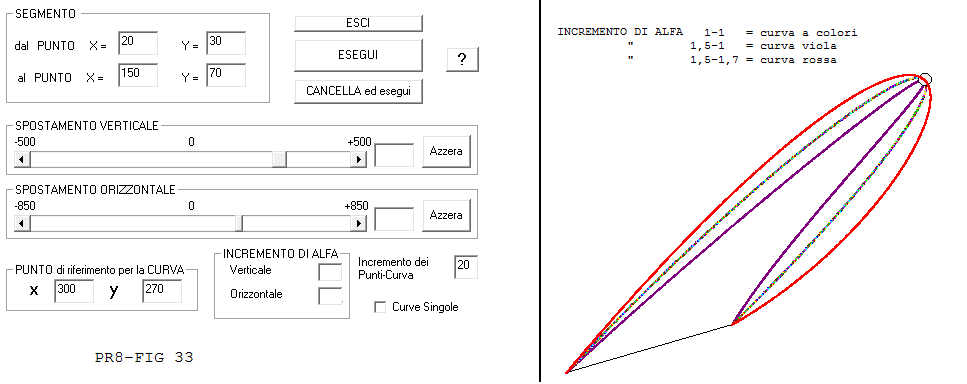 SEGMENTO
dal PUNTO X = 20 Y = 30
al PUNTO X = 150 Y = 70
ESCI
ESEGUI
CANCELLA ed esegui
?
SPOSTAMENTO VERTICALE
-500 0 +500
Azzera
SPOSTAMENTO ORIZZONTALE
-850 0 +850
Azzera
PUNTO di riferimento per la CURVA
x 300 y 270
INCREMENTO DI ALFA
Verticale
Orizzontale
Incremento dei
Punti-Curva
20
Curve Singole
PR8-FIG 33
INCREMENTO DI ALFA 1-1 = curva a colori
" 1,5-1 = curva viola
" 1,5-1,7 = curva rossa